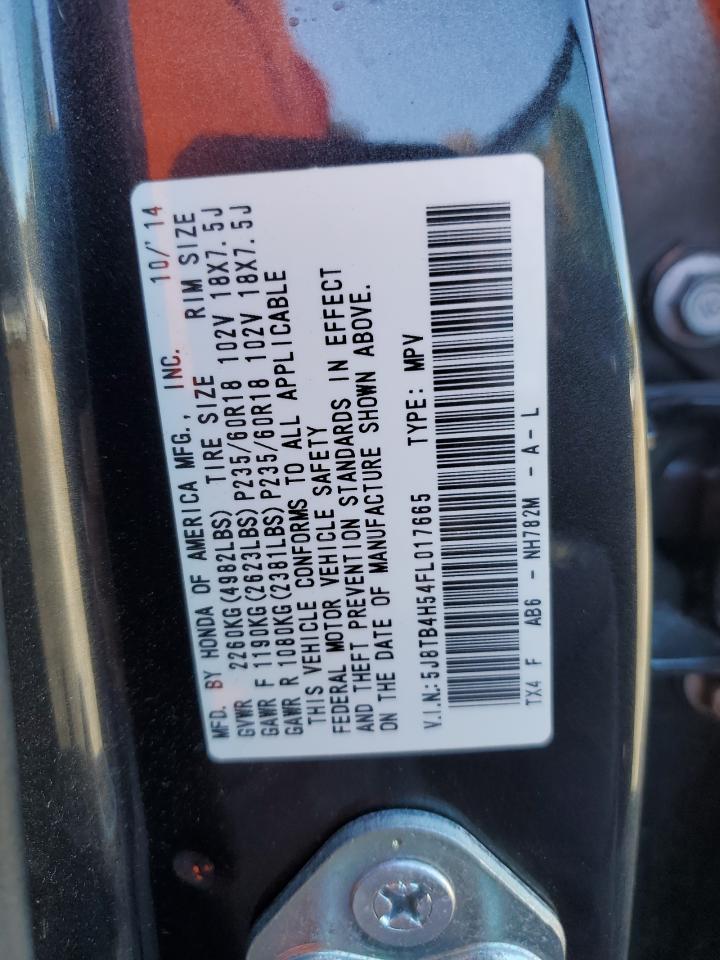 MFD. BY HONDA OF AMERICA MFG., INC. 10/'14
2260KG(4982LBS) TIRE SIZE RIM SIZE
GVWR
GAWR F 1190KG(2623LBS)P235/60R18 102V 18X7.5J
GAWR R 1080KG(2381LBS)P235/60R18 102V 18X7.5J
THIS VEHICLE CONFORMS TO ALL APPLICABLE
FEDERAL MOTOR VEHICLE SAFETY
AND THEFT PREVENTION STANDARDS IN EFFECT
ON THE DATE OF MANUFACTURE SHOWN ABOVE.
V.I.N.:5J8TB4H54FL017665 TYPE: MPV
TX4 F AB6 - NH782M - A - L